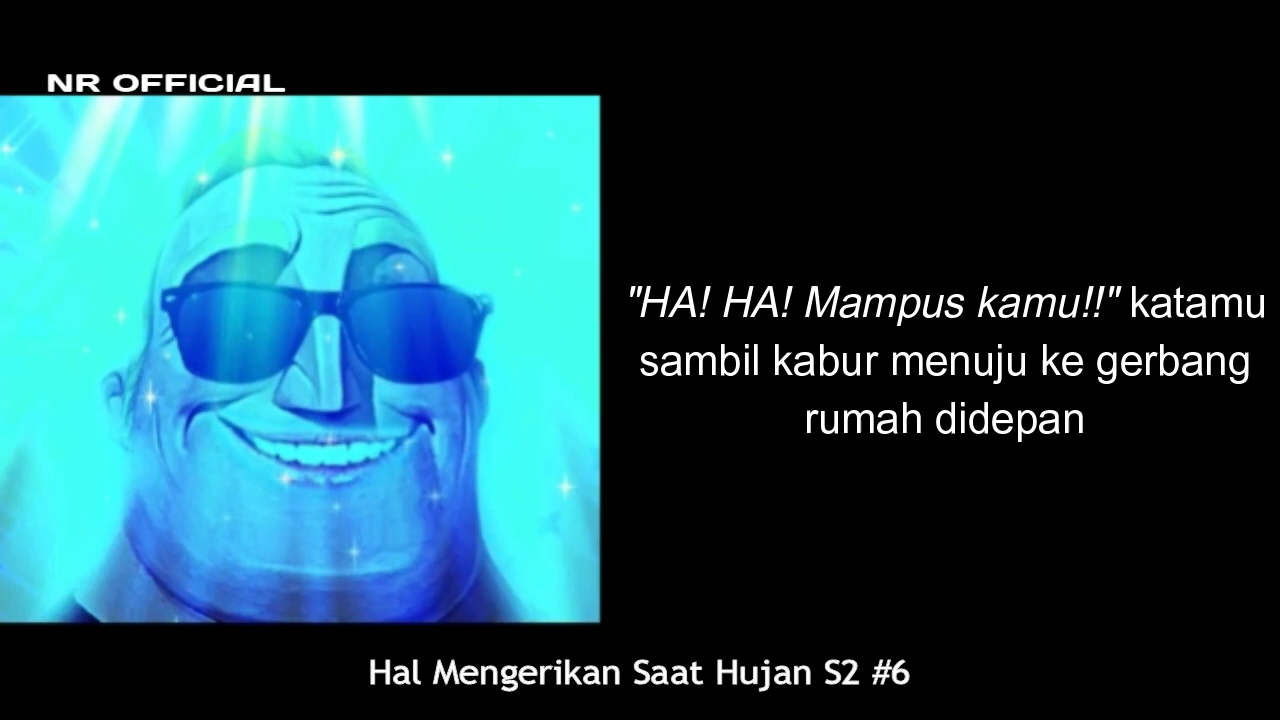 NR OFFICIAL
"HA! HA! Mampus kamu!!" katamu
sambil kabur menuju ke gerbang
rumah didepan
Hal Mengerikan Saat Hujan S2 #6